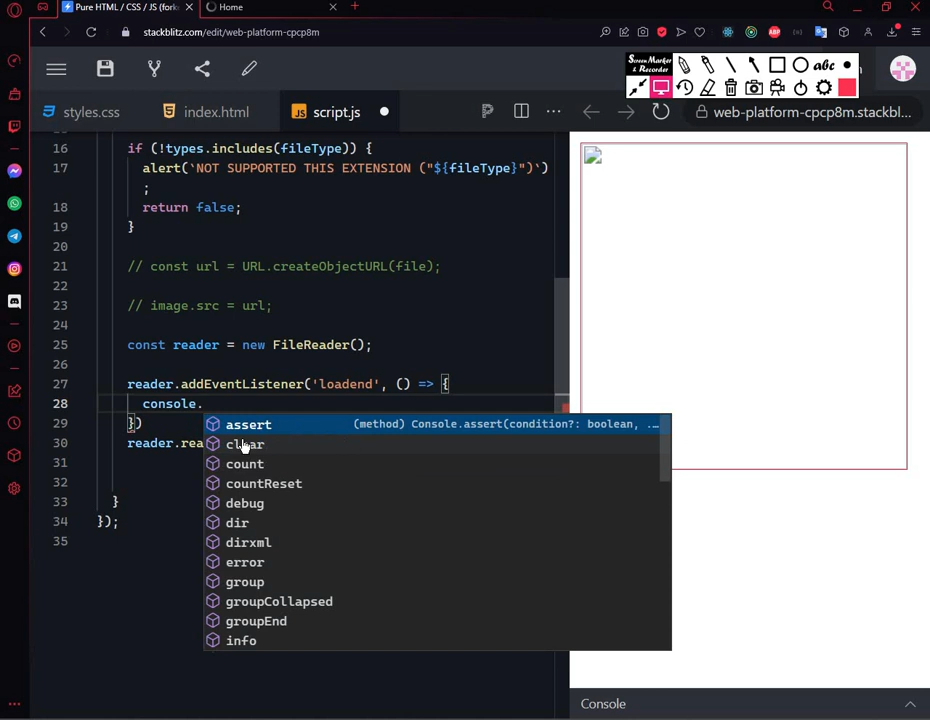 Pure HTML / CSS / JS (fork
Home
stackblitz.com/edit/web-platform-cpcp8m
ABP
Screen Marker
& Recorder
abc
styles.css
index.html
script.js
web-platform-cpcp8m.stackbl...
16 if (!types.includes(fileType)) {
17 alert(`NOT SUPPORTED THIS EXTENSION ("${fileType}")`)
;
18 return false;
19 }
20
21 // const url = URL.createObjectURL(file);
22
23 // image.src = url;
24
25 const reader = new FileReader();
26
27 reader.addEventListener('loadend', () => {
28 console.
29 })
30 reader.rea
31
32
33 }
34 });
35
assert (method) Console.assert(condition?: boolean, ...
clear
count
countReset
debug
dir
dirxml
error
group
groupCollapsed
groupEnd
info
Console